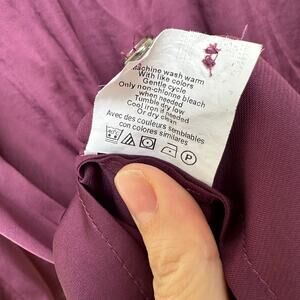 Machine wash warm
With like colors
Gentle cycle
Only non-chlorine bleach
when needed
Tumble dry low
Cool iron if needed
Or dry clean
Avec des couleurs semblables
con colores similares
P